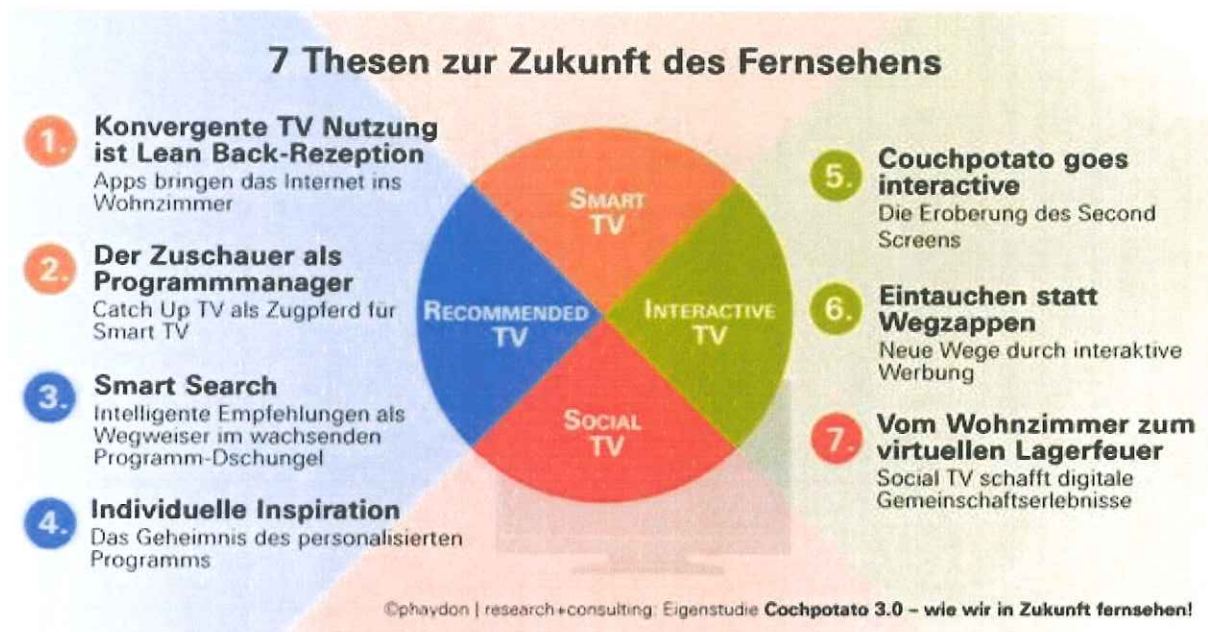 7 Thesen zur Zukunft des Fernsehens
1.
Konvergente TV Nutzung
ist Lean Back-Rezeption
Apps bringen das Internet ins
Wohnzimmer
2.
Der Zuschauer als
Programmmanager
Catch Up TV als Zugpferd für
Smart TV
3.
Smart Search
Intelligente Empfehlungen als
Wegweiser im wachsenden
Programm-Dschungel
4.
Individuelle Inspiration
Das Geheimnis des personalisierten
Programms
SMART
TV
RECOMMENDED
TV
INTERACTIVE
TV
SOCIAL
TV
5.
Couchpotato goes
interactive
Die Eroberung des Second
Screens
6.
Eintauchen statt
Wegzappen
Neue Wege durch interaktive
Werbung
7.
Vom Wohnzimmer zum
virtuellen Lagerfeuer
Social TV schafft digitale
Gemeinschaftserlebnisse
©phaydon | research+consulting: Eigenstudie Cochpotato 3.0 – wie wir in Zukunft fernsehen!